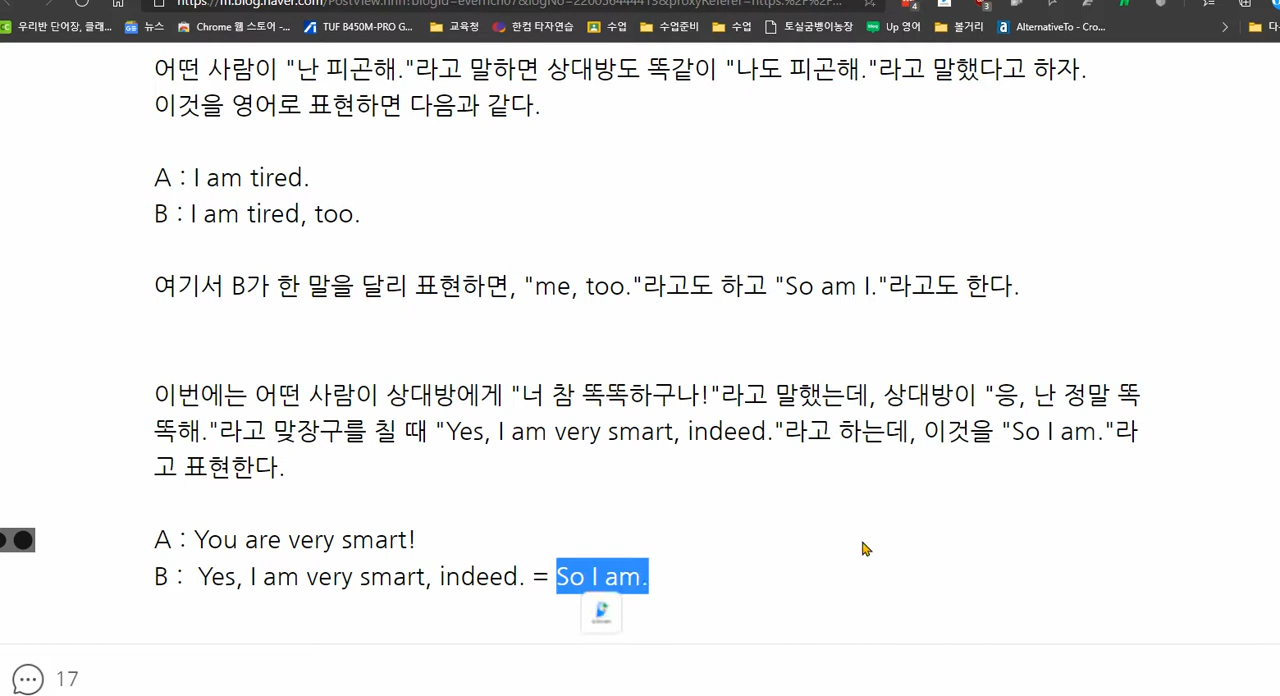 우리반 단어장, 클래... 뉴스 Chrome 웹 스토어 -... TUF B450M-PRO G... 교육청 한컴 타자연습 수업 수업준비 수업 토실굼벵이농장 Up 영어 볼거리 AlternativeTo - Cro...
어떤 사람이 "난 피곤해."라고 말하면 상대방도 똑같이 "나도 피곤해."라고 말했다고 하자.
이것을 영어로 표현하면 다음과 같다.
A : I am tired.
B : I am tired, too.
여기서 B가 한 말을 달리 표현하면, "me, too."라고도 하고 "So am I."라고도 한다.
이번에는 어떤 사람이 상대방에게 "너 참 똑똑하구나!"라고 말했는데, 상대방이 "응, 난 정말 똑
똑해."라고 맞장구를 칠 때 "Yes, I am very smart, indeed."라고 하는데, 이것을 "So I am."라
고 표현한다.
A : You are very smart!
B : Yes, I am very smart, indeed. = So I am.
17